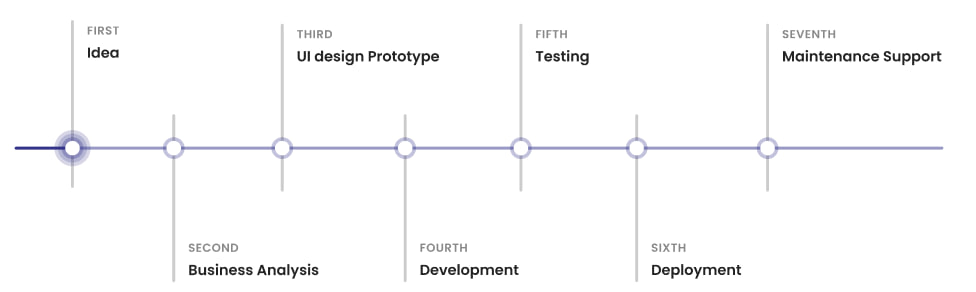 FIRST
Idea
SECOND
Business Analysis
THIRD
UI design Prototype
FOURTH
Development
FIFTH
Testing
SIXTH
Deployment
SEVENTH
Maintenance Support